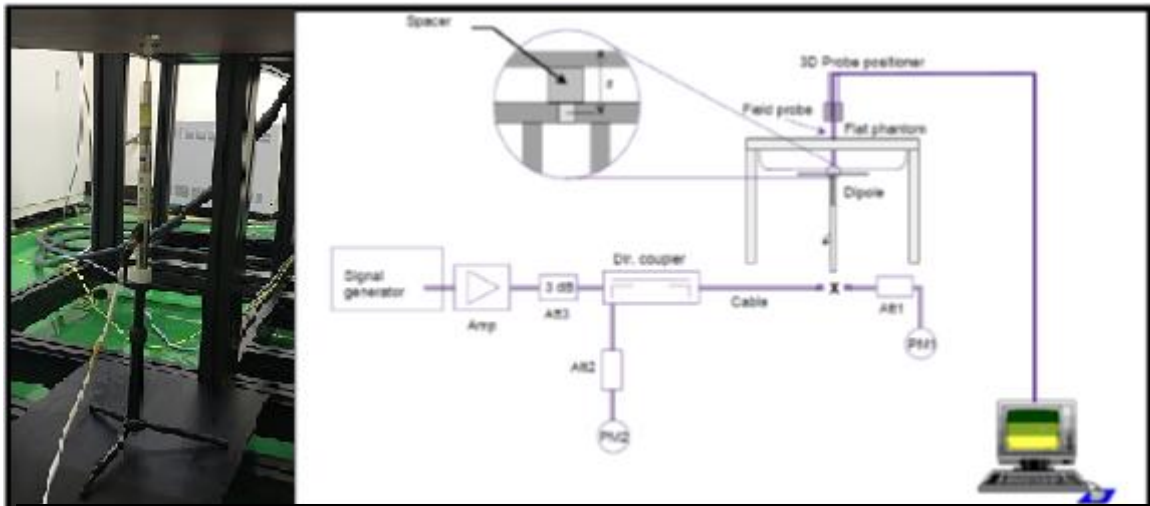 Spacer
s
3D Probe positioner
Field probe
Flat phantom
Dipole
Signal
generator
Amp
3 dB
Att3
Dir. coupler
Cable
x
Att1
PM1
Att2
PM2